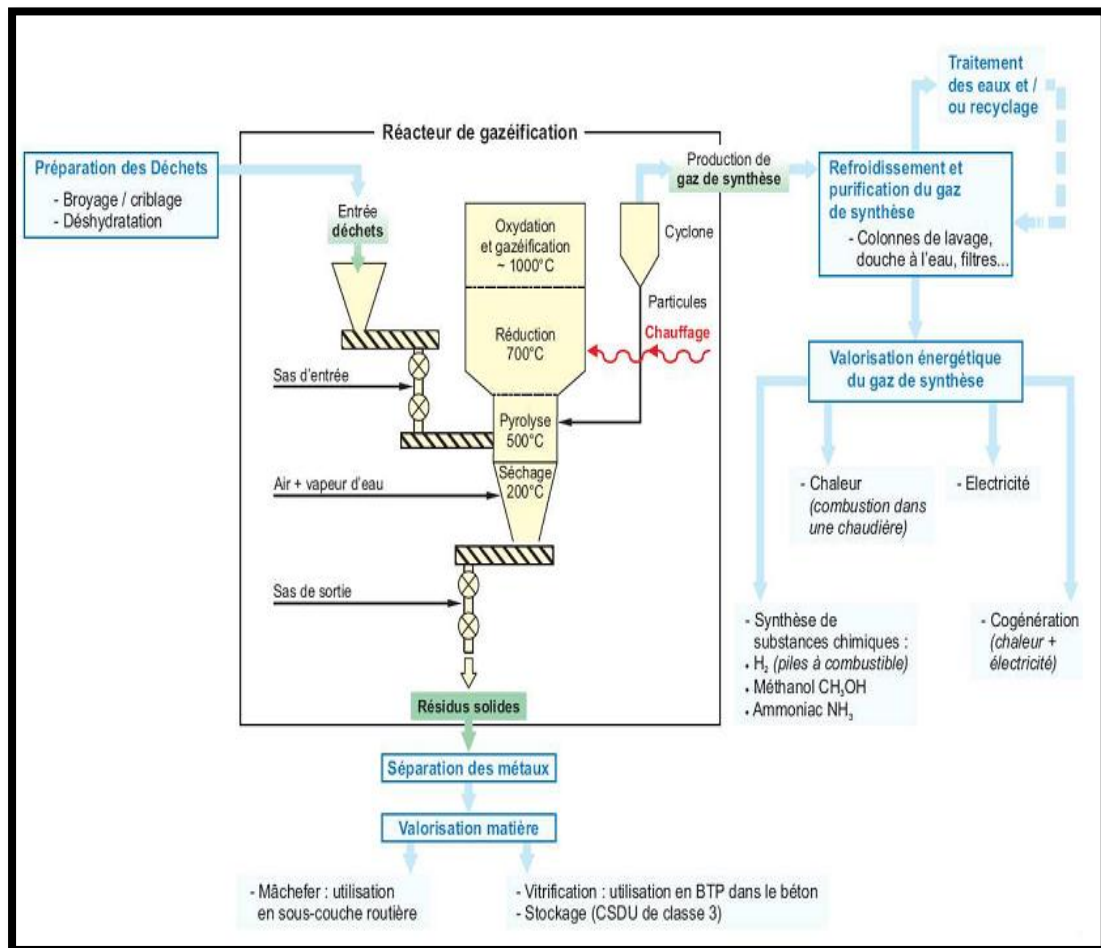 Traitement
des eaux et /
ou recyclage
Réacteur de gazéification
Préparation des Déchets
- Broyage / criblage
- Déshydratation
Entrée
déchets
Oxydation
et gazéification
~ 1000°C
Réduction
700°C
Pyrolyse
500°C
Séchage
200°C
Cyclone
Particules
Chauffage
Production de
gaz de synthèse
Refroidissement et
purification du gaz
de synthèse
- Colonnes de lavage,
douche à l'eau, filtres...
Valorisation énergétique
du gaz de synthèse
- Chaleur
(combustion dans
une chaudière)
- Electricité
- Synthèse de
substances chimiques :
• H₂ (piles à combustible)
• Méthanol CH₃OH
• Ammoniac NH₃
- Cogénération
(chaleur +
électricité)
Sas d'entrée
Air + vapeur d'eau
Sas de sortie
Résidus solides
Séparation des métaux
Valorisation matière
- Mâchefer : utilisation
en sous-couche routière
- Vitrification : utilisation en BTP dans le béton
- Stockage (CSDU de classe 3)